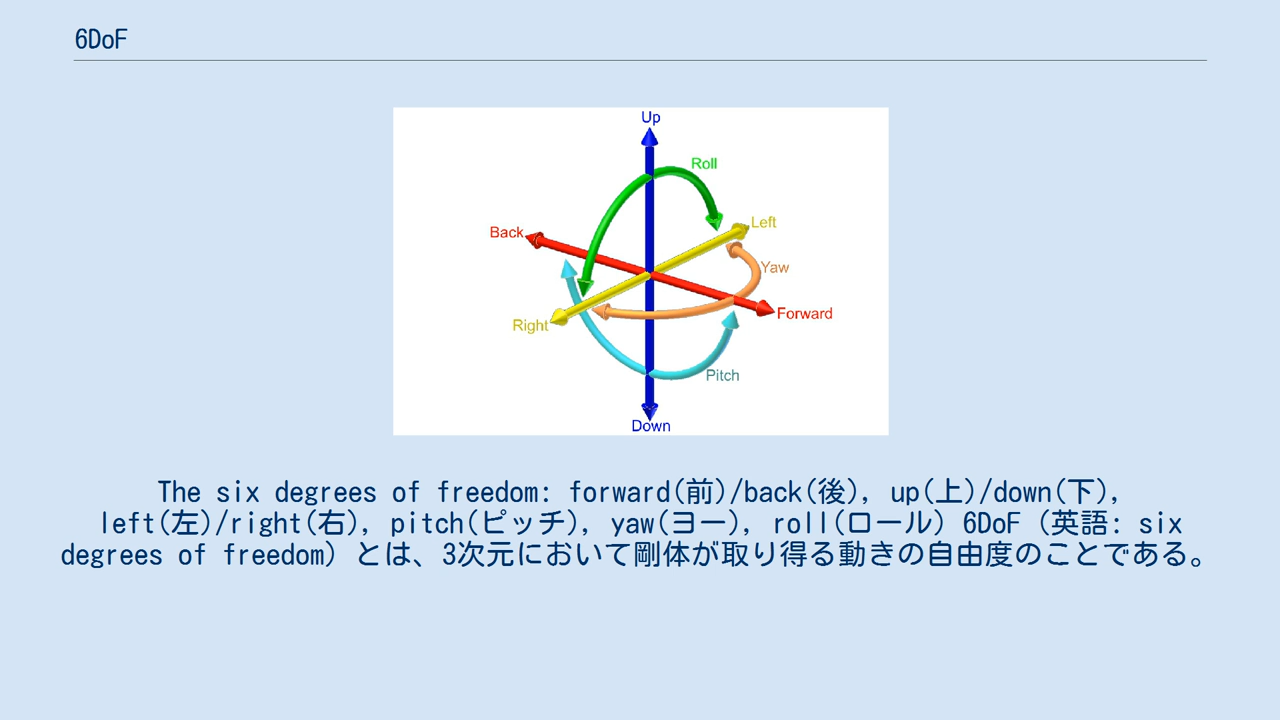 6DoF
Up
Roll
Left
Back
Yaw
Forward
Right
Pitch
Down
The six degrees of freedom: forward(前)/back(後), up(上)/down(下),
left(左)/right(右), pitch(ピッチ), yaw(ヨー), roll(ロール) 6DoF (英語: six
degrees of freedom) とは、3次元において剛体が取り得る動きの自由度のことである。